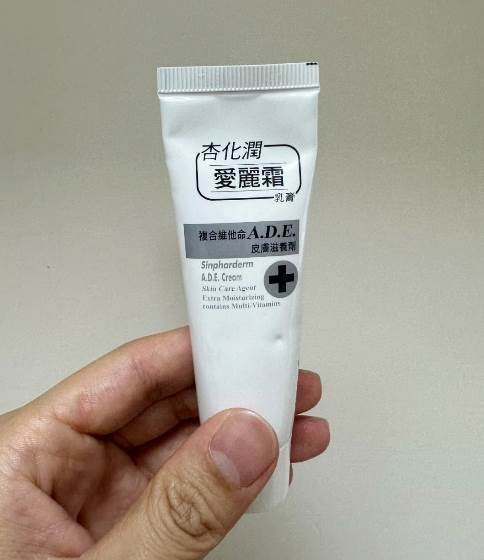 杏化潤
愛麗霜
乳膏
複合維他命A.D.E.
皮膚滋養劑
Sinpharderm
A.D.E. Cream
Skin Care Agent
Extra Moisturizing
contains Multi-Vitamins